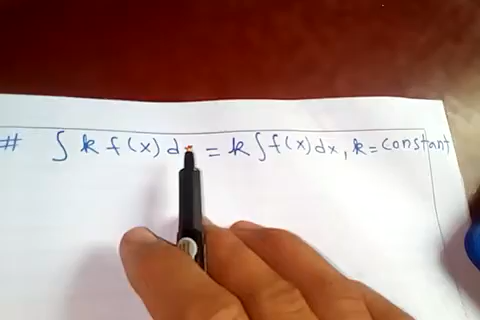 # ∫ k f(x) dx = k ∫ f(x) dx, k = constant